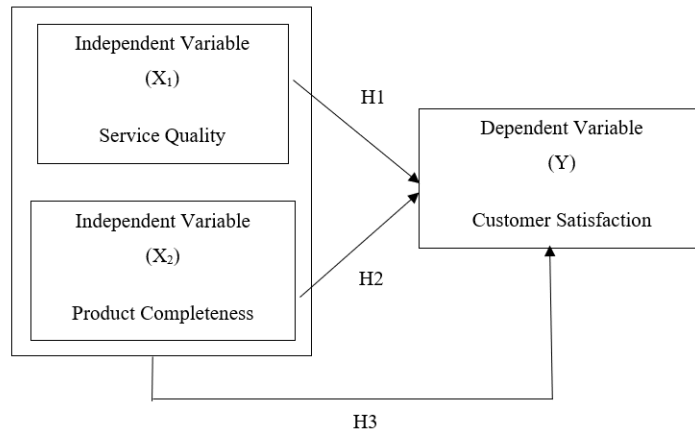 Independent Variable
(X₁)
Service Quality
H1
Dependent Variable
(Y)
Customer Satisfaction
Independent Variable
(X₂)
Product Completeness
H2
H3